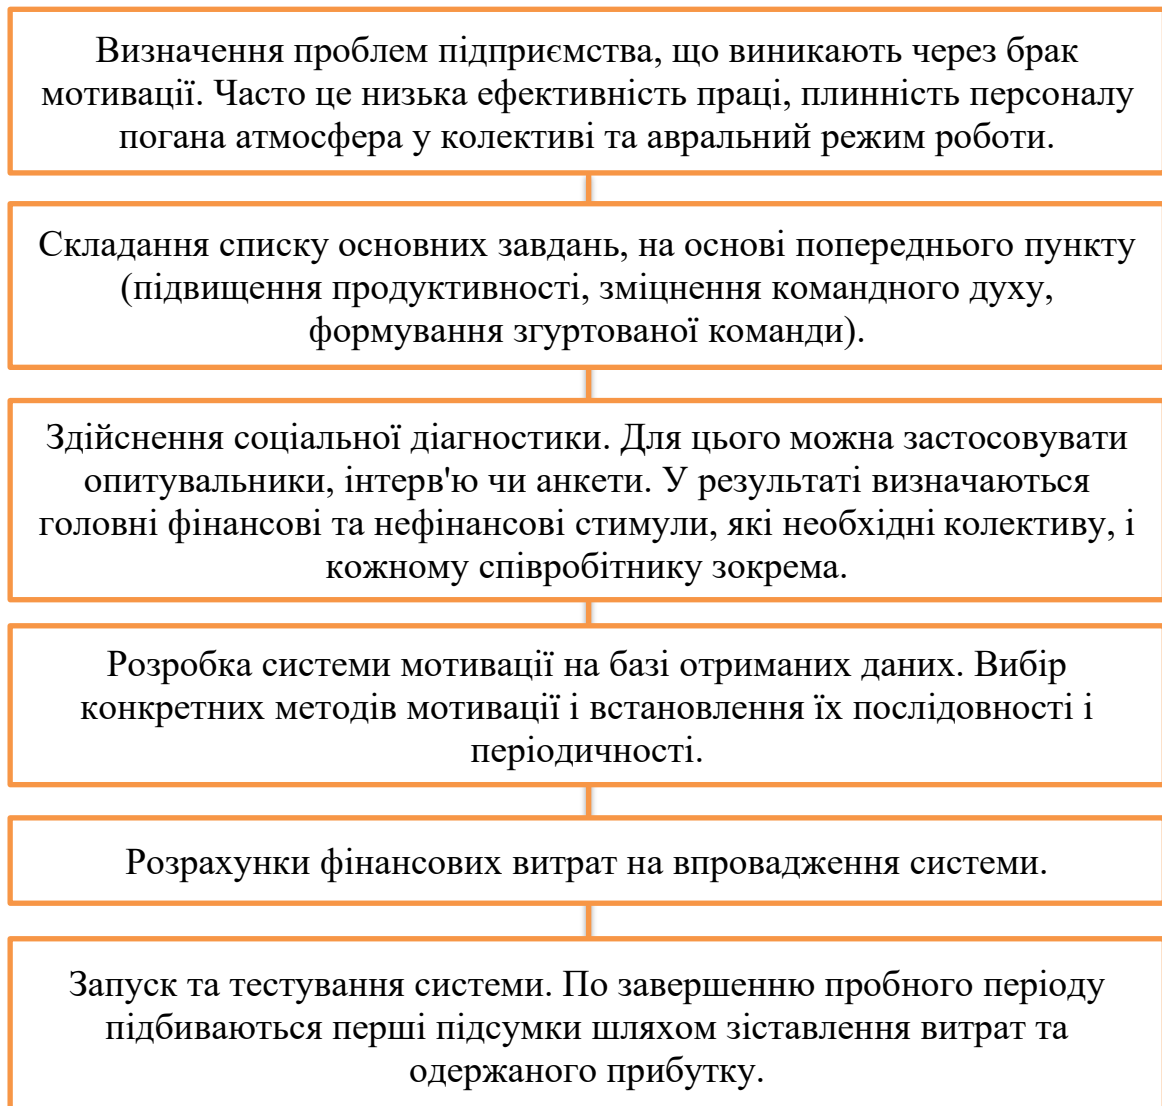 Визначення проблем підприємства, що виникають через брак
мотивації. Часто це низька ефективність праці, плинність персоналу
погана атмосфера у колективі та авральний режим роботи.
Складання списку основних завдань, на основі попереднього пункту
(підвищення продуктивності, зміцнення командного духу,
формування згуртованої команди).
Здійснення соціальної діагностики. Для цього можна застосовувати
опитувальники, інтерв'ю чи анкети. У результаті визначаються
головні фінансові та нефінансові стимули, які необхідні колективу, і
кожному співробітнику зокрема.
Розробка системи мотивації на базі отриманих даних. Вибір
конкретних методів мотивації і встановлення їх послідовності і
періодичності.
Розрахунки фінансових витрат на впровадження системи.
Запуск та тестування системи. По завершенню пробного періоду
підбиваються перші підсумки шляхом зіставлення витрат та
одержаного прибутку.